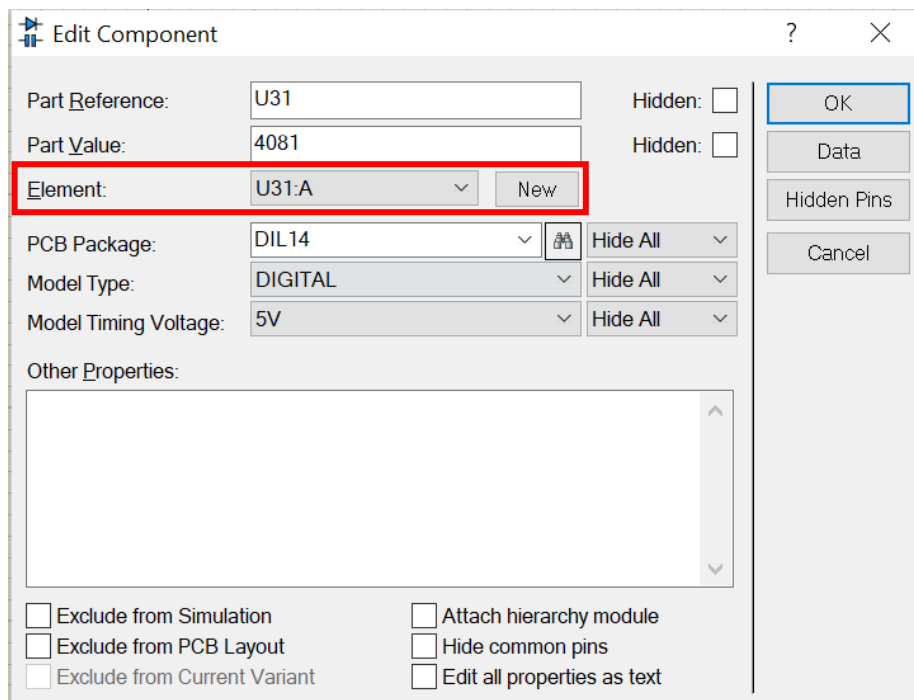 Edit Component ?
Part Reference: U31 Hidden: OK
Part Value: 4081 Hidden: Data
Element: U31:A New Hidden Pins
PCB Package: DIL14 Hide All Cancel
Model Type: DIGITAL Hide All
Model Timing Voltage: 5V Hide All
Other Properties:
Exclude from Simulation Attach hierarchy module
Exclude from PCB Layout Hide common pins
Exclude from Current Variant Edit all properties as text